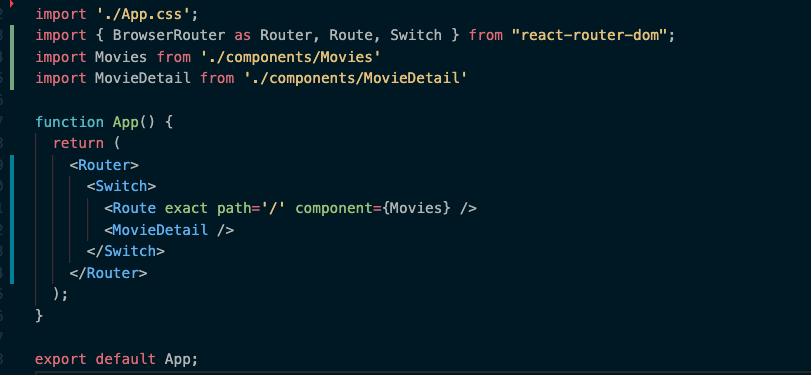 import './App.css';
import { BrowserRouter as Router, Route, Switch } from "react-router-dom";
import Movies from './components/Movies'
import MovieDetail from './components/MovieDetail'
function App() {
return (
<Router>
<Switch>
<Route exact path='/' component={Movies} />
<MovieDetail />
</Switch>
</Router>
);
}
export default App;